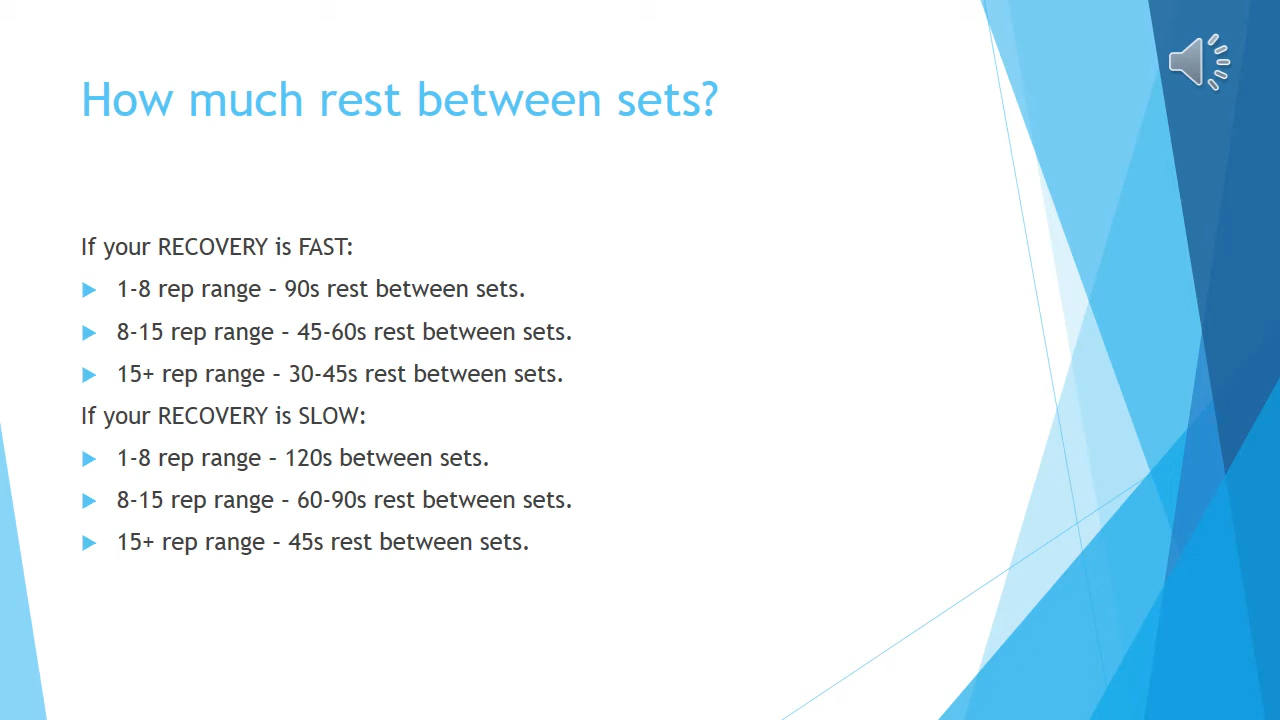 How much rest between sets?
If your RECOVERY is FAST:
1-8 rep range – 90s rest between sets.
8-15 rep range – 45-60s rest between sets.
15+ rep range – 30-45s rest between sets.
If your RECOVERY is SLOW:
1-8 rep range – 120s between sets.
8-15 rep range – 60-90s rest between sets.
15+ rep range – 45s rest between sets.